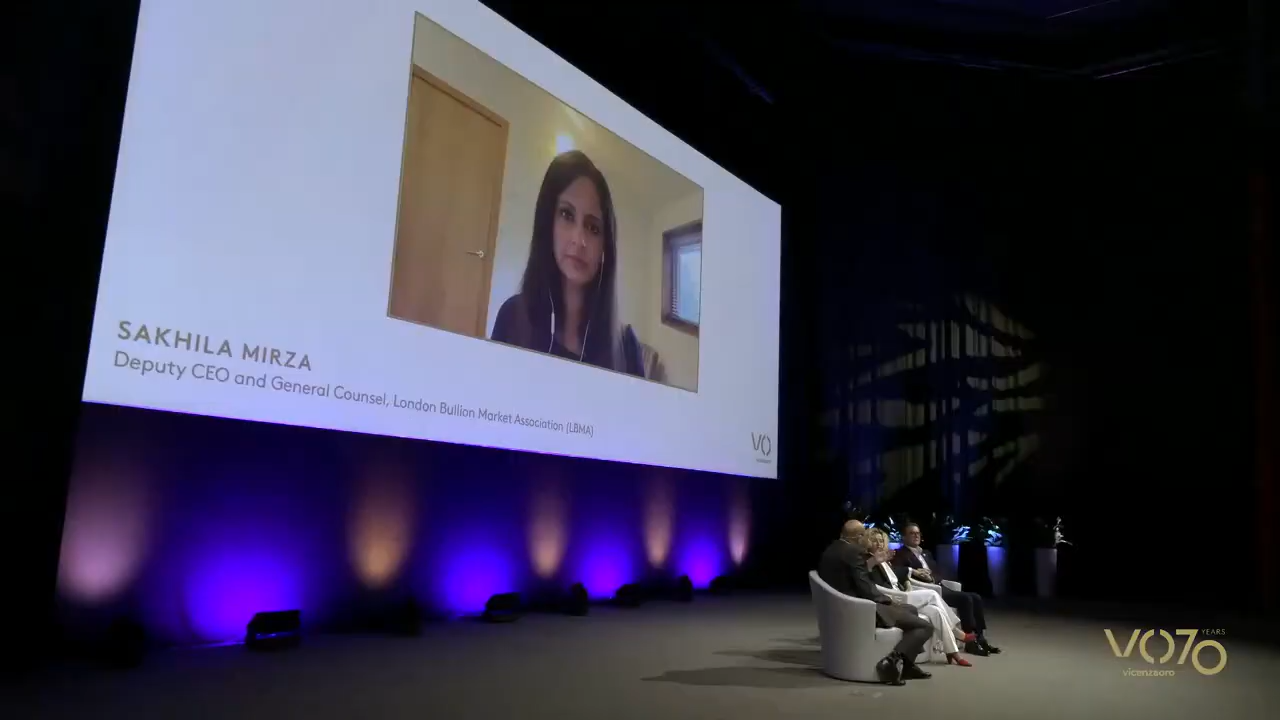 SAKHILA MIRZA
Deputy CEO and General Counsel, London Bullion Market Association (LBMA)
VO
VO70 YEARS
vicenzaoro